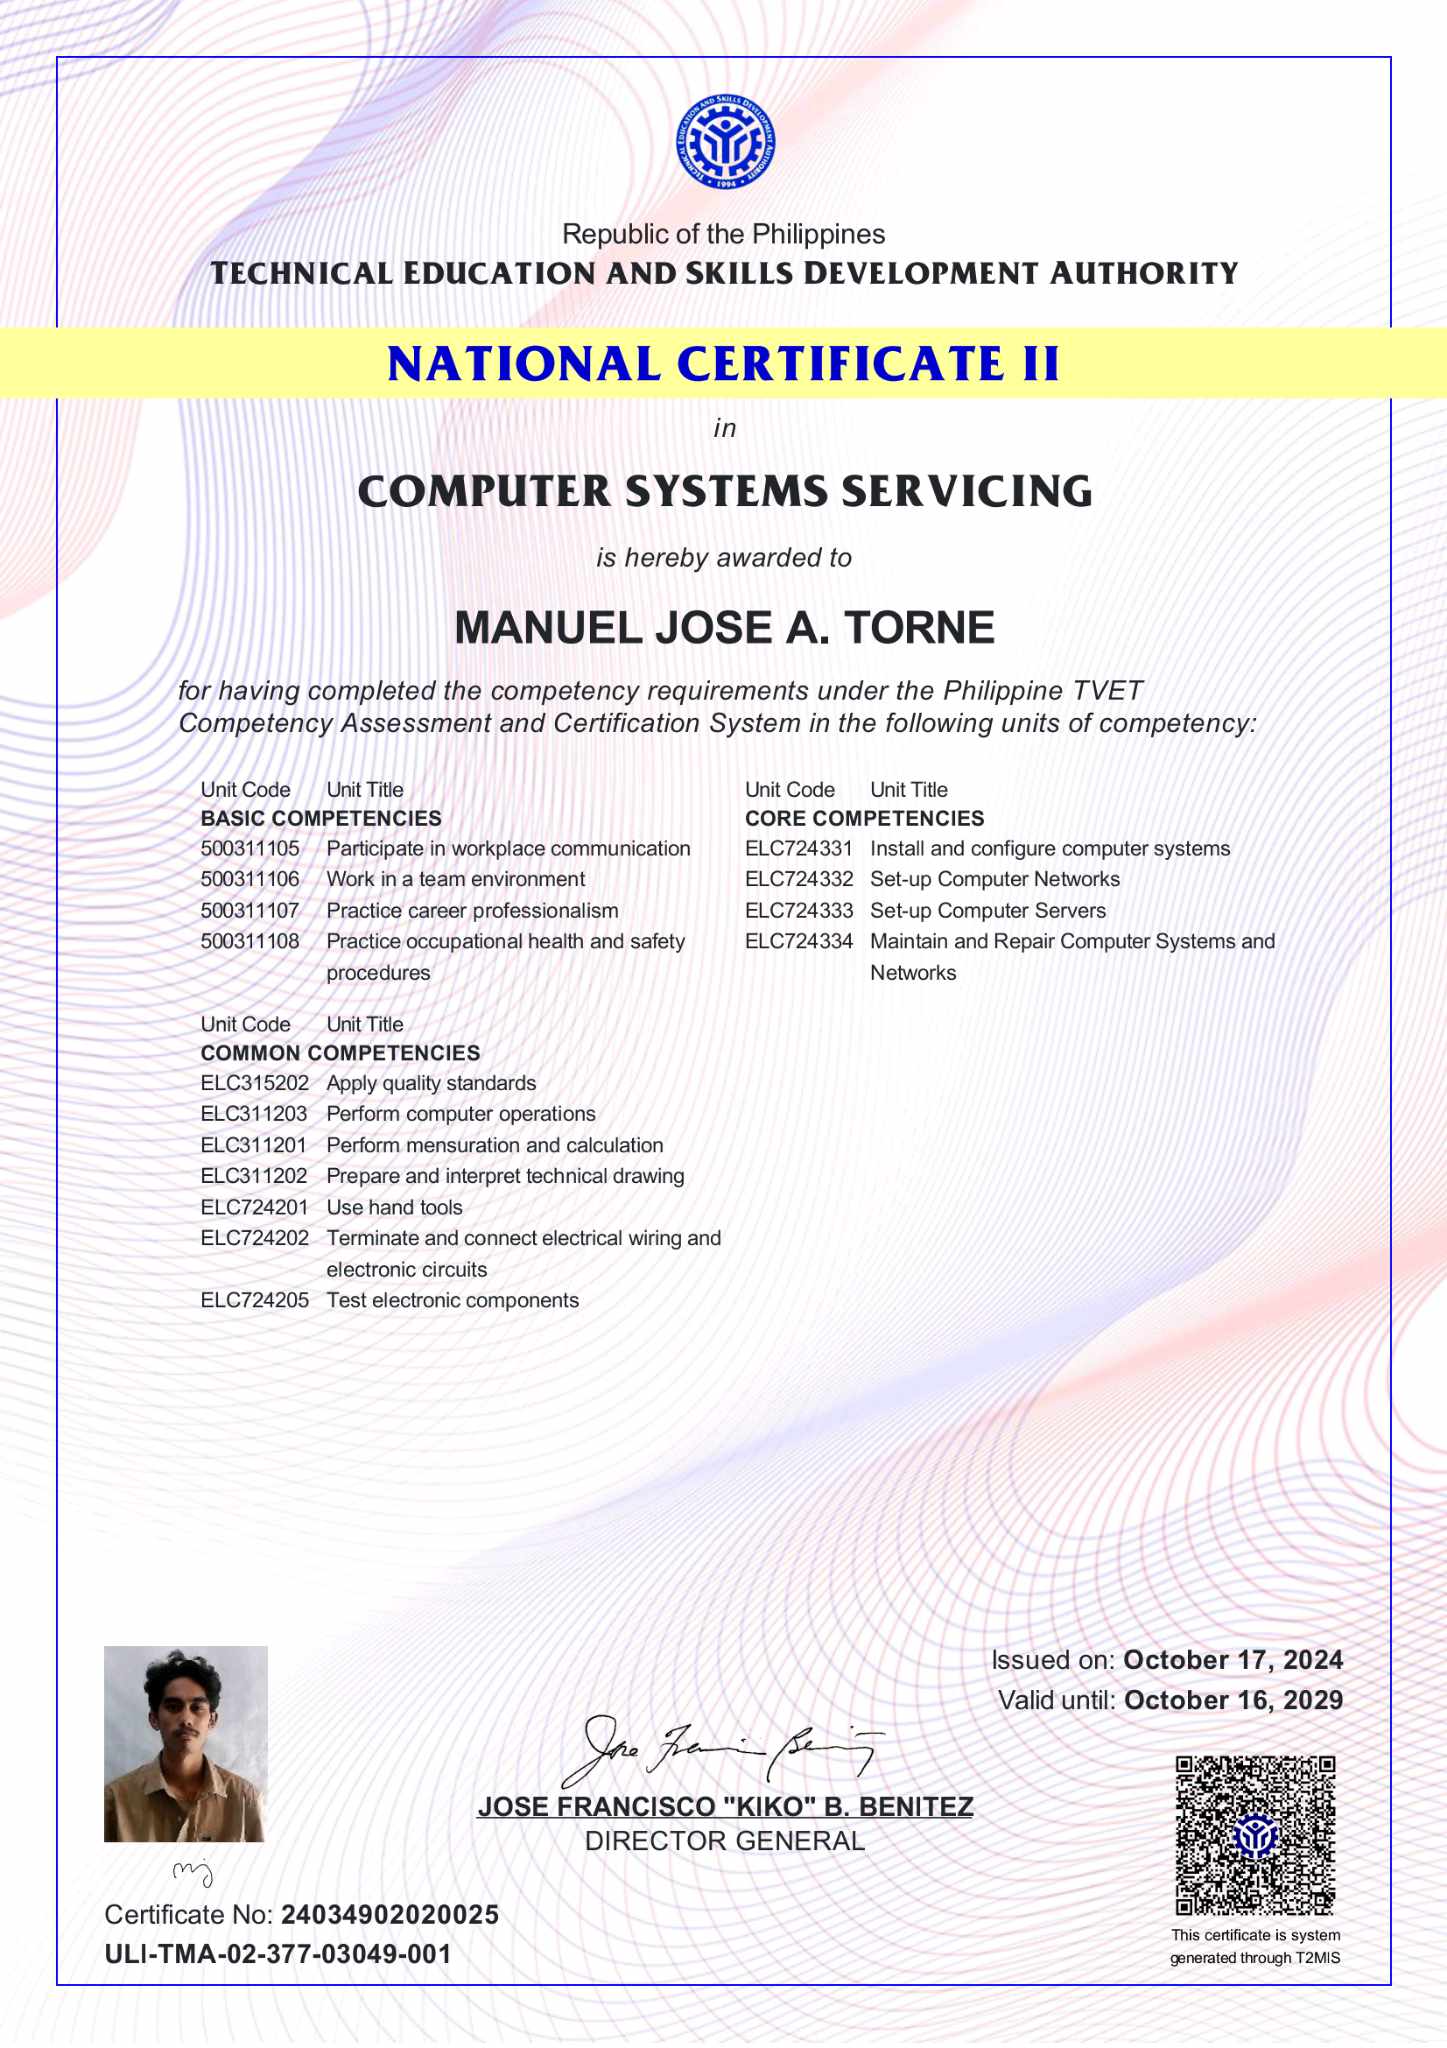 TECHNICAL EDUCATION AND SKILLS DEVELOPMENT AUTHORITY
• 1994 •
Republic of the Philippines
TECHNICAL EDUCATION AND SKILLS DEVELOPMENT AUTHORITY
NATIONAL CERTIFICATE II
in
COMPUTER SYSTEMS SERVICING
is hereby awarded to
MANUEL JOSE A. TORNE
for having completed the competency requirements under the Philippine TVET
Competency Assessment and Certification System in the following units of competency:
Unit Code Unit Title
BASIC COMPETENCIES
500311105 Participate in workplace communication
500311106 Work in a team environment
500311107 Practice career professionalism
500311108 Practice occupational health and safety
procedures
Unit Code Unit Title
CORE COMPETENCIES
ELC724331 Install and configure computer systems
ELC724332 Set-up Computer Networks
ELC724333 Set-up Computer Servers
ELC724334 Maintain and Repair Computer Systems and
Networks
Unit Code Unit Title
COMMON COMPETENCIES
ELC315202 Apply quality standards
ELC311203 Perform computer operations
ELC311201 Perform mensuration and calculation
ELC311202 Prepare and interpret technical drawing
ELC724201 Use hand tools
ELC724202 Terminate and connect electrical wiring and
electronic circuits
ELC724205 Test electronic components
Issued on: October 17, 2024
Valid until: October 16, 2029
JOSE FRANCISCO "KIKO" B. BENITEZ
DIRECTOR GENERAL
Certificate No: 24034902020025
ULI-TMA-02-377-03049-001
This certificate is system
generated through T2MIS